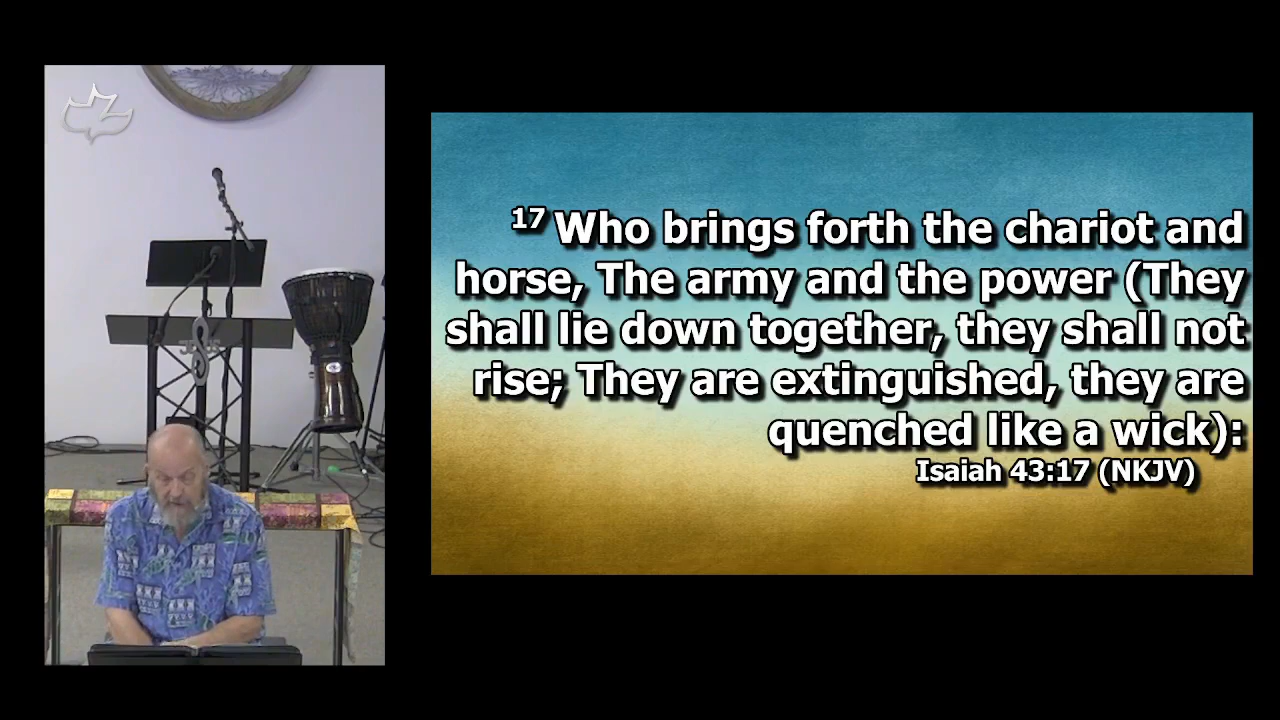 17 Who brings forth the chariot and
horse, The army and the power (They
shall lie down together, they shall not
rise; They are extinguished, they are
quenched like a wick):
Isaiah 43:17 (NKJV)